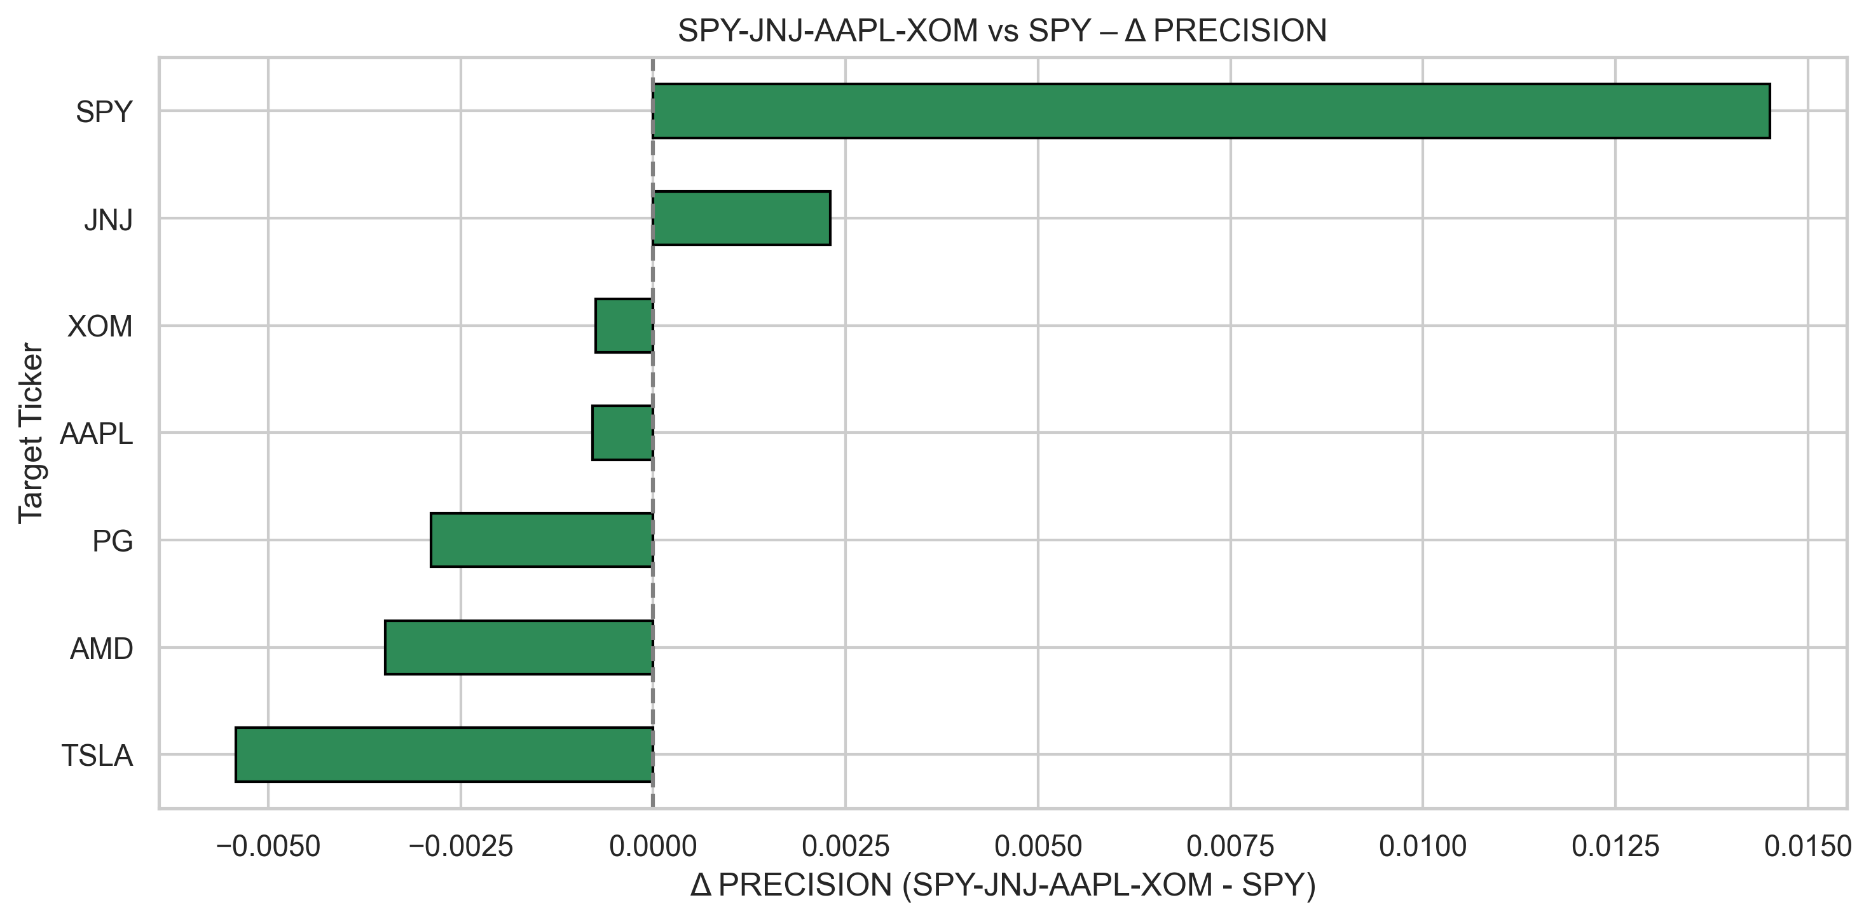 SPY-JNJ-AAPL-XOM vs SPY – Δ PRECISION
Target Ticker
SPY
JNJ
XOM
AAPL
PG
AMD
TSLA
−0.0050 −0.0025 0.0000 0.0025 0.0050 0.0075 0.0100 0.0125 0.0150
Δ PRECISION (SPY-JNJ-AAPL-XOM - SPY)